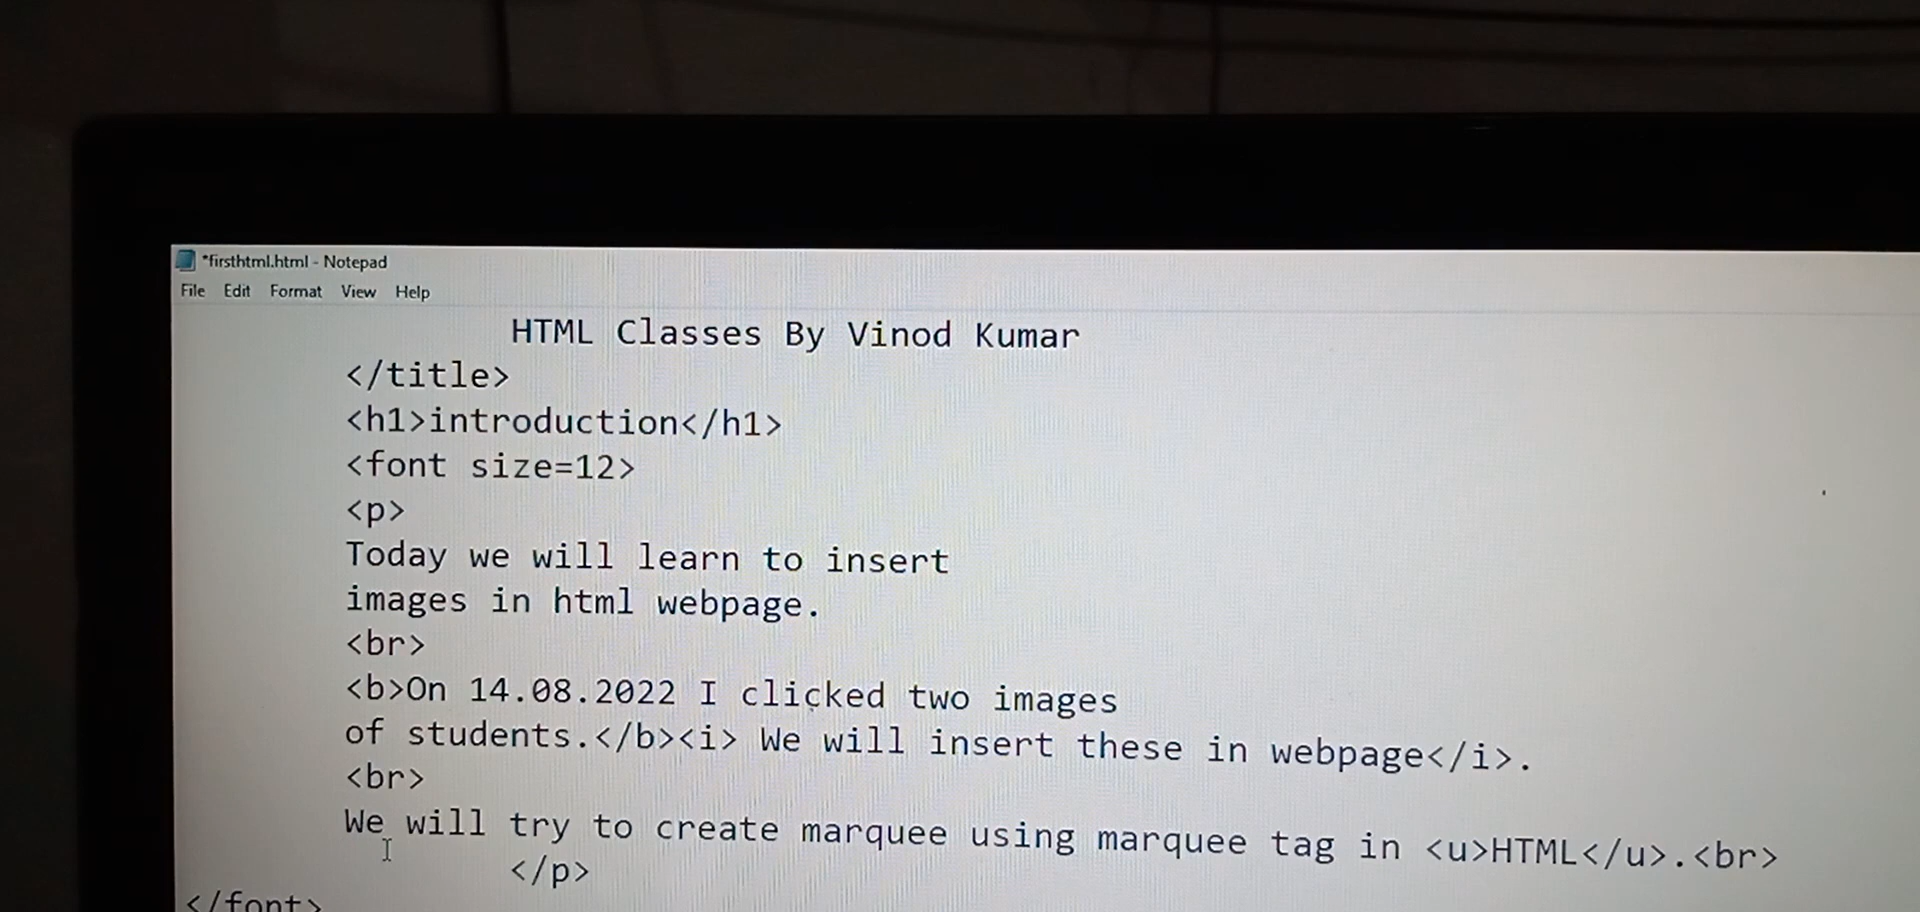 *firsthtml.html - Notepad
File Edit Format View Help
HTML Classes By Vinod Kumar
</title>
<h1>introduction</h1>
<font size=12>
<p>
Today we will learn to insert
images in html webpage.
<br>
<b>On 14.08.2022 I clicked two images
of students.</b><i> We will insert these in webpage</i>.
<br>
We will try to create marquee using marquee tag in <u>HTML</u>.<br>
</p>
</font>